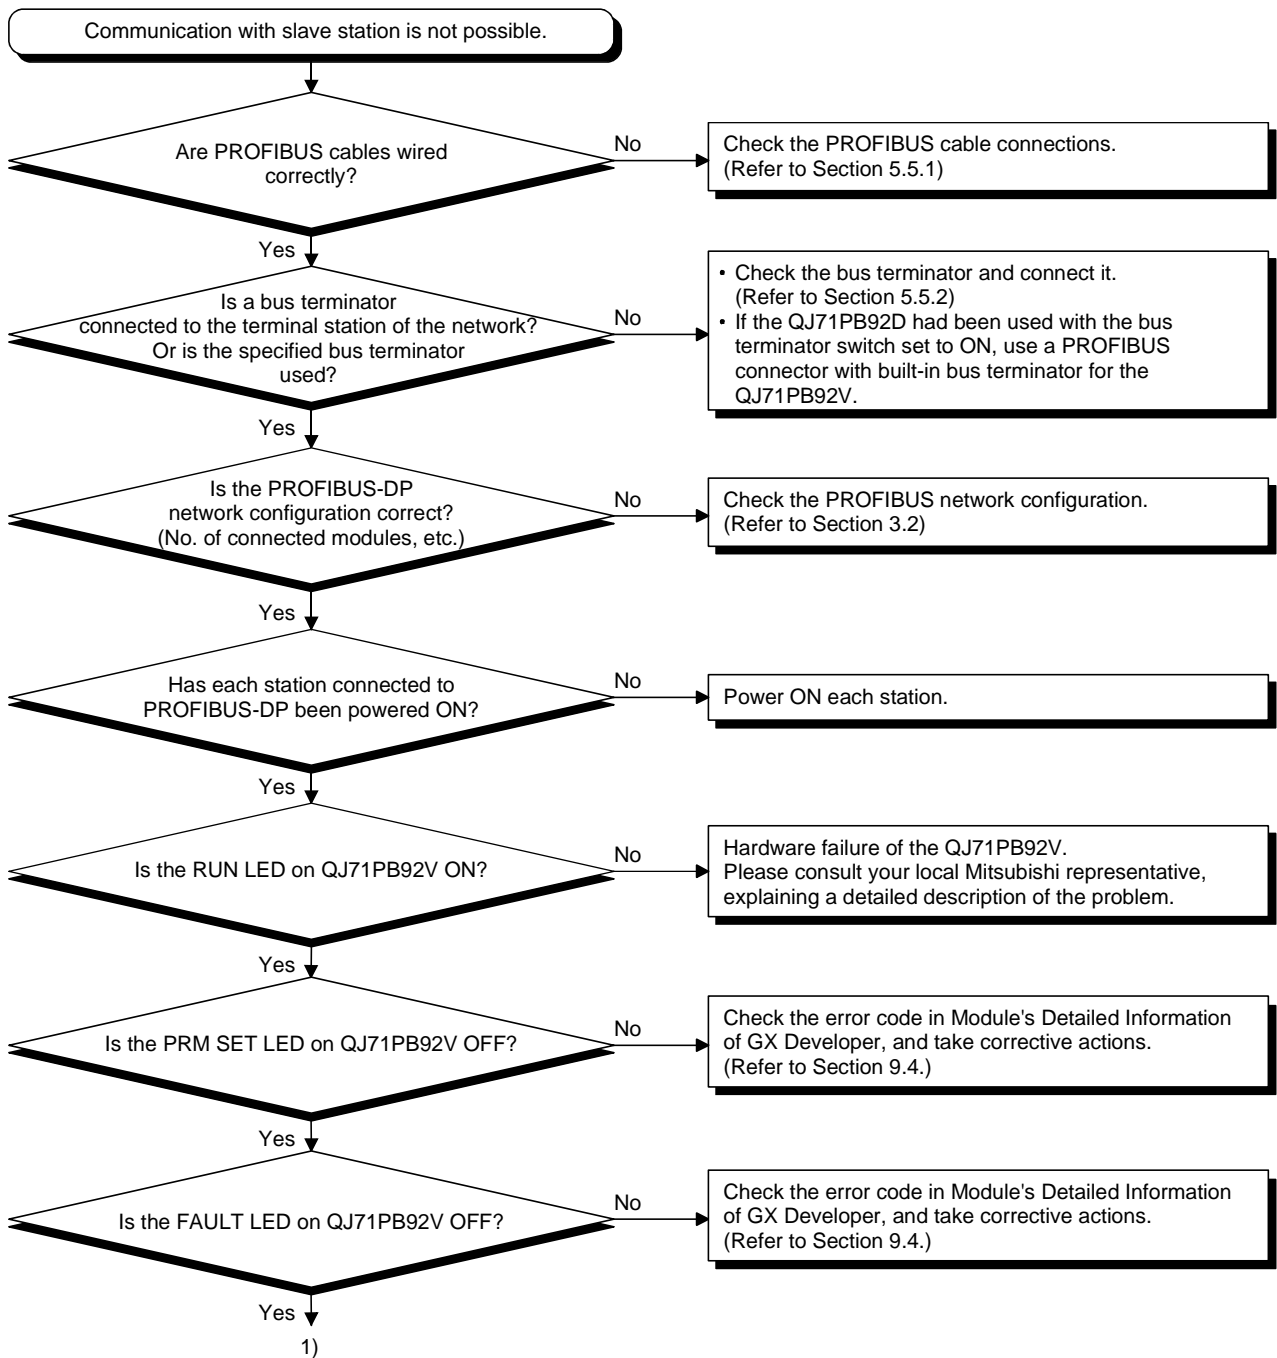 Communication with slave station is not possible.
Are PROFIBUS cables wired
correctly?
No
Check the PROFIBUS cable connections.
(Refer to Section 5.5.1)
Yes
Is a bus terminator
connected to the terminal station of the network?
Or is the specified bus terminator
used?
No
• Check the bus terminator and connect it.
(Refer to Section 5.5.2)
• If the QJ71PB92D had been used with the bus
terminator switch set to ON, use a PROFIBUS
connector with built-in bus terminator for the
QJ71PB92V.
Yes
Is the PROFIBUS-DP
network configuration correct?
(No. of connected modules, etc.)
No
Check the PROFIBUS network configuration.
(Refer to Section 3.2)
Yes
Has each station connected to
PROFIBUS-DP been powered ON?
No
Power ON each station.
Yes
Is the RUN LED on QJ71PB92V ON?
No
Hardware failure of the QJ71PB92V.
Please consult your local Mitsubishi representative,
explaining a detailed description of the problem.
Yes
Is the PRM SET LED on QJ71PB92V OFF?
No
Check the error code in Module's Detailed Information
of GX Developer, and take corrective actions.
(Refer to Section 9.4.)
Yes
Is the FAULT LED on QJ71PB92V OFF?
No
Check the error code in Module's Detailed Information
of GX Developer, and take corrective actions.
(Refer to Section 9.4.)
Yes
1)